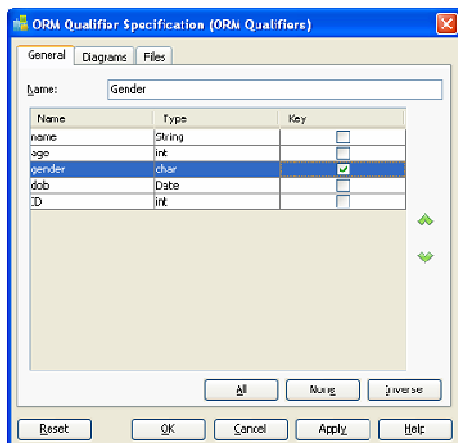 ORM Qualifier Specification (ORM Qualifiers)
General Diagrams Files
Name: Gender
Name Type Key
name String
age int
gender char
dob Date
ID int
All None Inverse
Reset OK Cancel Apply Help